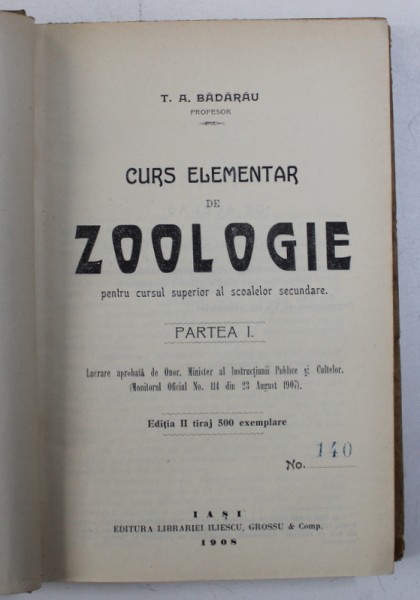 T. A. BĂDĂRĂU
PROFESOR
CURS ELEMENTAR
DE
ZOOLOGIE
pentru cursul superior al scoalelor secundare.
PARTEA I.
Lucrare aprobată de Onor. Minister al Instrucțiunii Publice și Cultelor.
(Monitorul Oficial No. 114 din 23 August 1907).
Ediția II tiraj 500 exemplare
No. 140
IAȘI
EDITURA LIBRARIEI ILIESCU, GROSSU & Comp.
1908